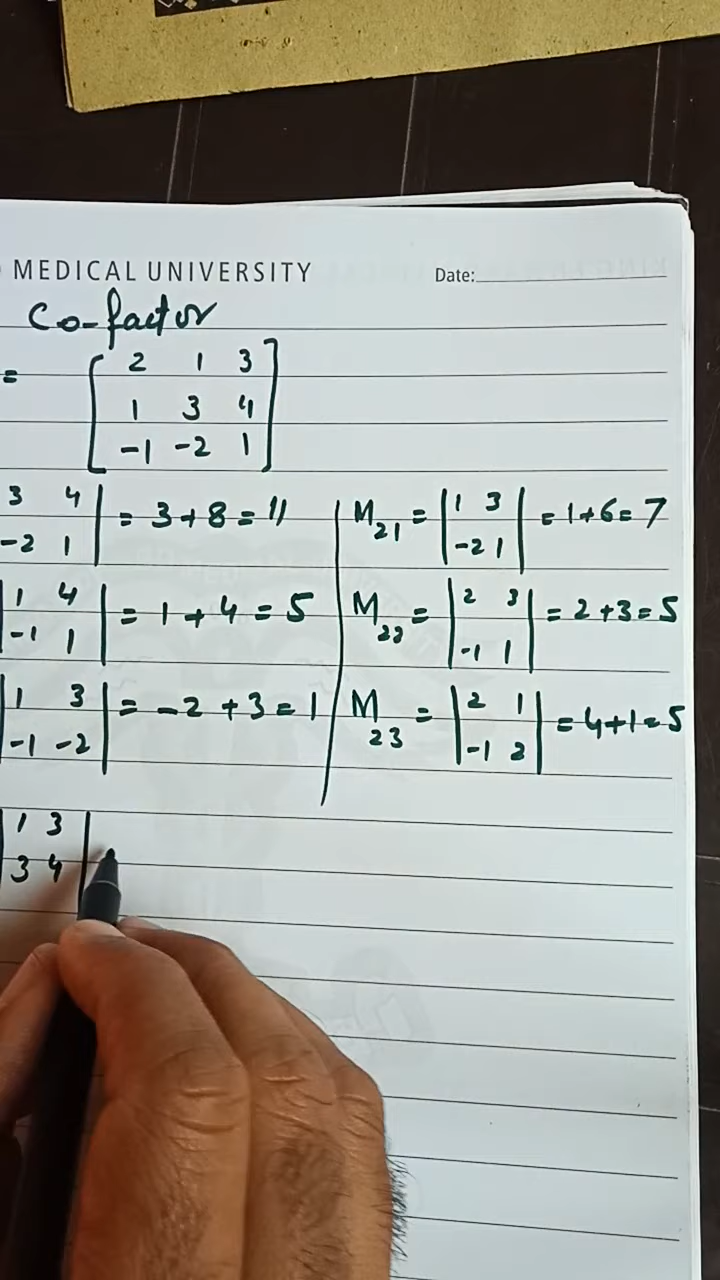 MEDICAL UNIVERSITY Date:
Co-factor
= [ 2 1 3
1 3 4
-1 -2 1 ]
3 4
-2 1 | = 3+8=11
M21 = | 1 3
-2 1 | = 1+6=7
| 1 4
-1 1 | = 1+4=5
M22 = | 2 3
-1 1 | = 2+3=5
| 1 3
-1 -2 | = -2+3=1
M23 = | 2 1
-1 2 | = 4+1=5
| 1 3
3 4 |